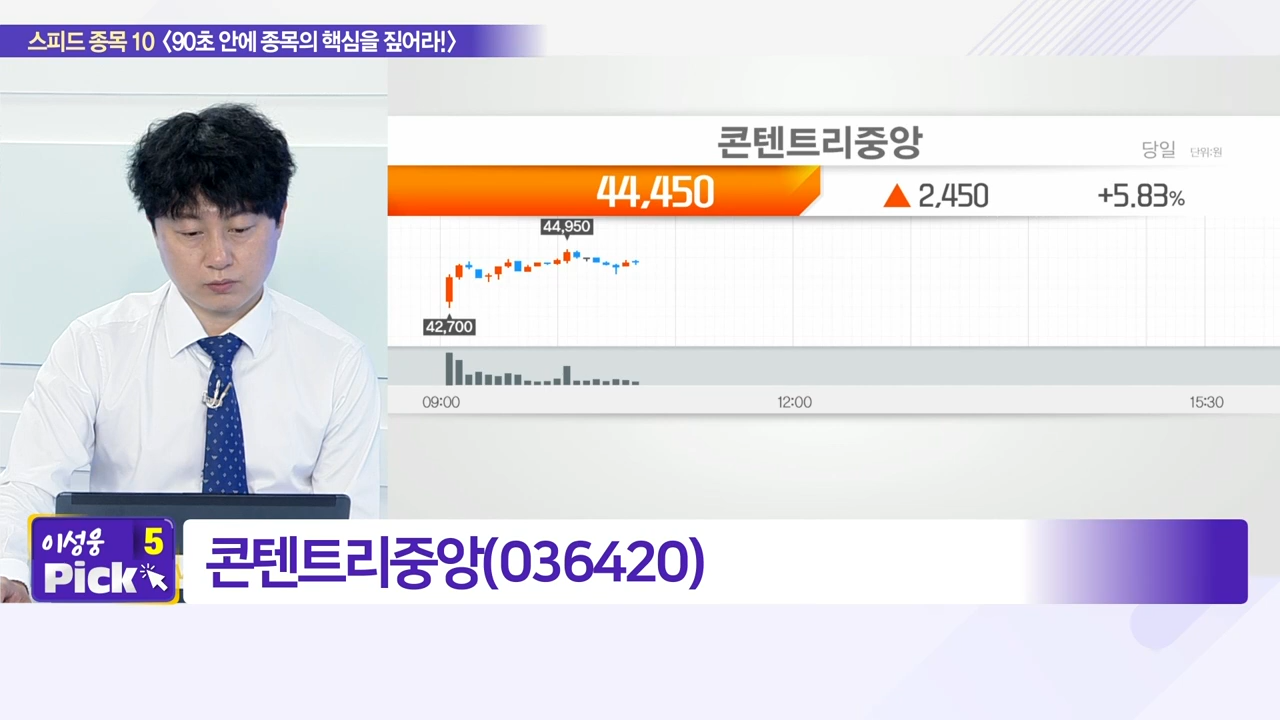 스피드 종목 10 <90초 안에 종목의 핵심을 짚어라!>
콘텐트리중앙
당일 단위:원
44,450 ▲ 2,450 +5.83%
44,950
42,700
09:00 12:00 15:30
이성웅 5
Pick
콘텐트리중앙(036420)